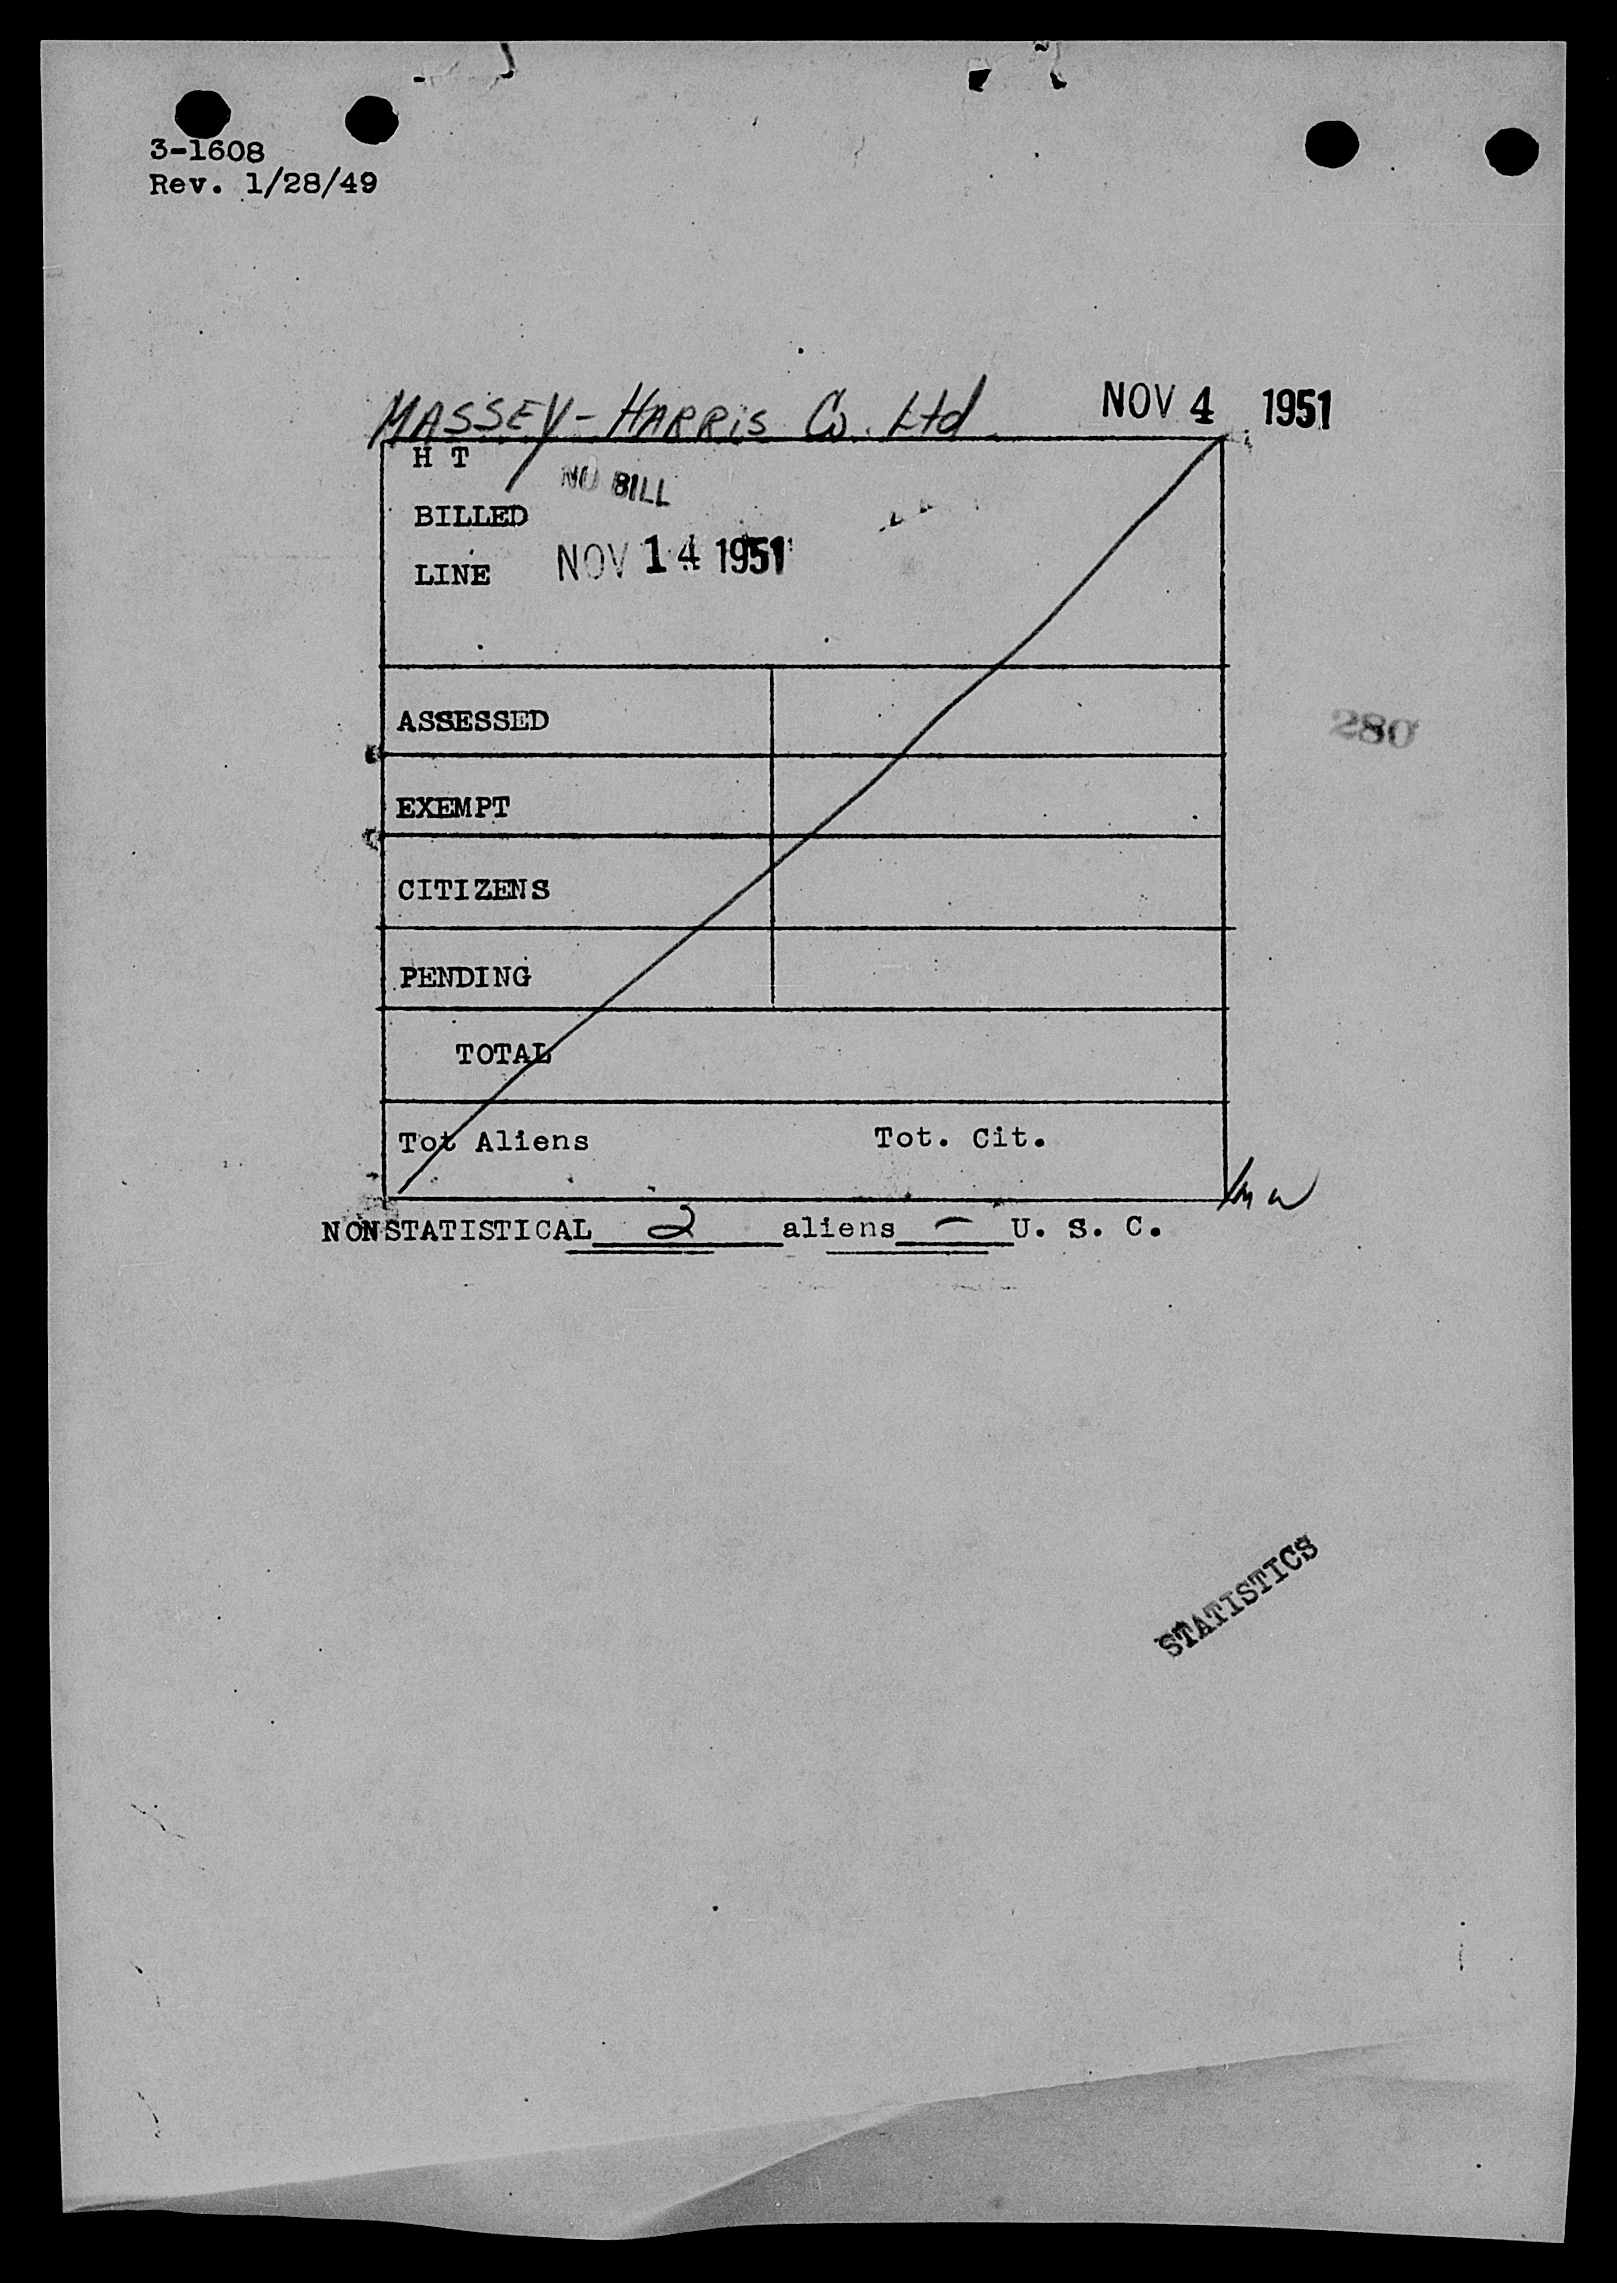 3-1608
Rev. 1/28/49
MASSEY-HARRIS Co. Ltd. NOV 4 1951
H T
NO BILL
BILLED
LINE NOV 14 1951
ASSESSED
280
EXEMPT
CITIZENS
PENDING
TOTAL
Tot Aliens Tot. Cit.
NONSTATISTICAL 2 aliens - U. S. C.
STATISTICS